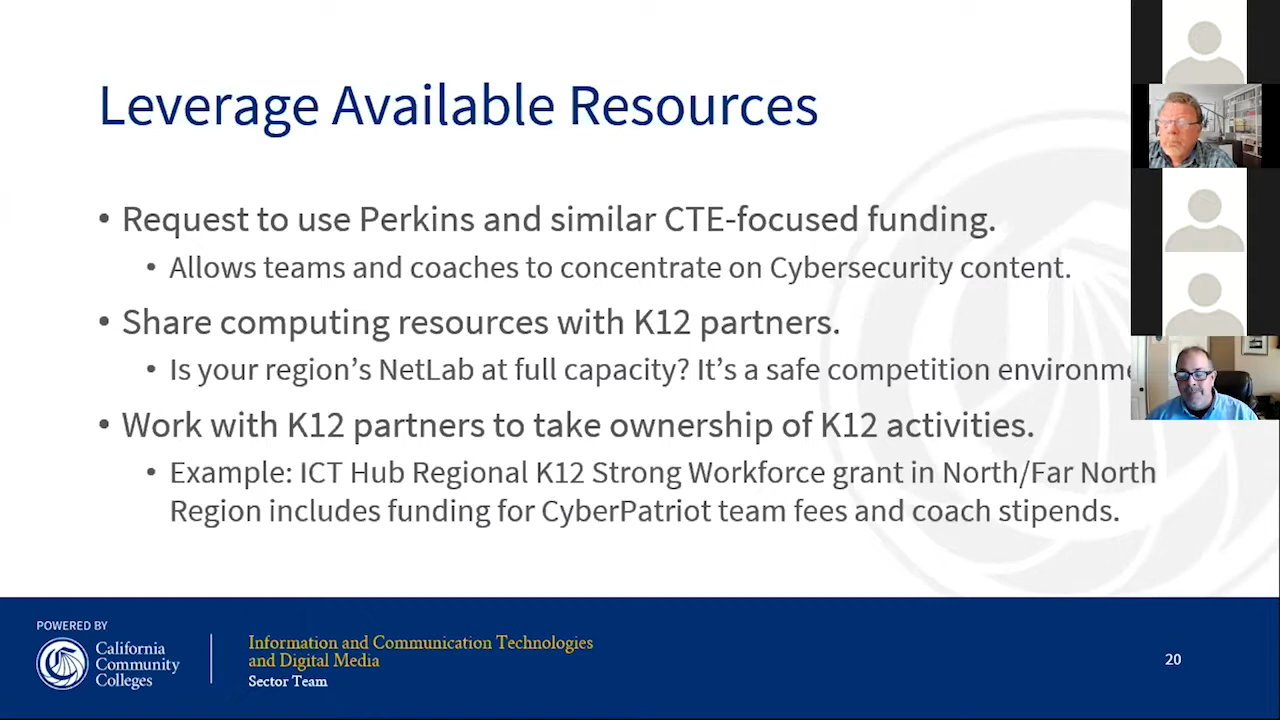 Leverage Available Resources
• Request to use Perkins and similar CTE-focused funding.
• Allows teams and coaches to concentrate on Cybersecurity content.
• Share computing resources with K12 partners.
• Is your region's NetLab at full capacity? It's a safe competition environme
• Work with K12 partners to take ownership of K12 activities.
• Example: ICT Hub Regional K12 Strong Workforce grant in North/Far North
Region includes funding for CyberPatriot team fees and coach stipends.
POWERED BY
California
Community
Colleges
Information and Communication Technologies
and Digital Media
Sector Team
20